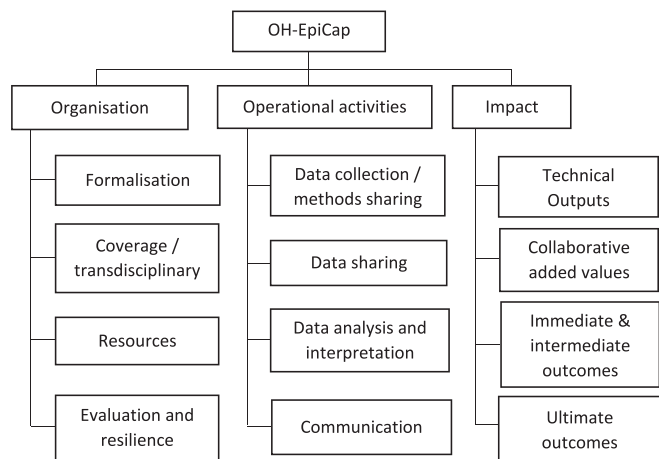 OH-EpiCap
Organisation
Operational activities
Impact
Formalisation
Coverage /
transdisciplinary
Resources
Evaluation and
resilience
Data collection /
methods sharing
Data sharing
Data analysis and
interpretation
Communication
Technical
Outputs
Collaborative
added values
Immediate &
intermediate
outcomes
Ultimate
outcomes